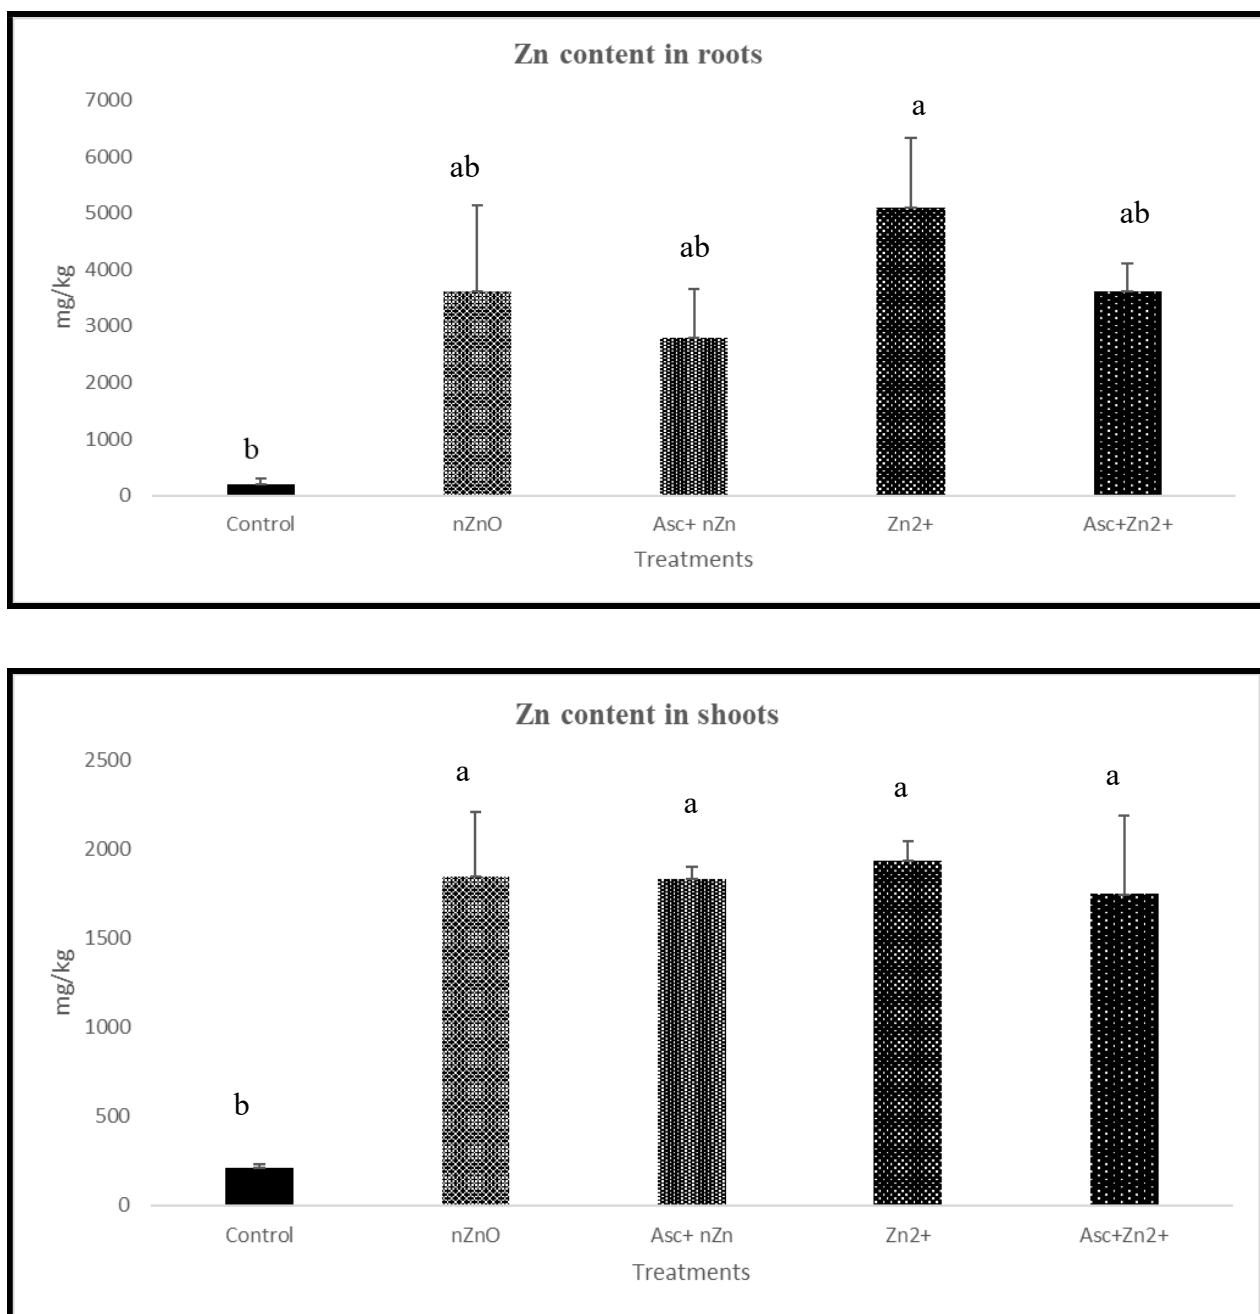 Zn content in roots
7000
a
6000
ab
5000
ab
ab
4000
mg/kg
3000
2000
1000
b
0
Control nZnO Asc+ nZn Zn2+ Asc+Zn2+
Treatments
Zn content in shoots
2500
a a a a
2000
1500
mg/kg
1000
b
500
0
Control nZnO Asc+ nZn Zn2+ Asc+Zn2+
Treatments